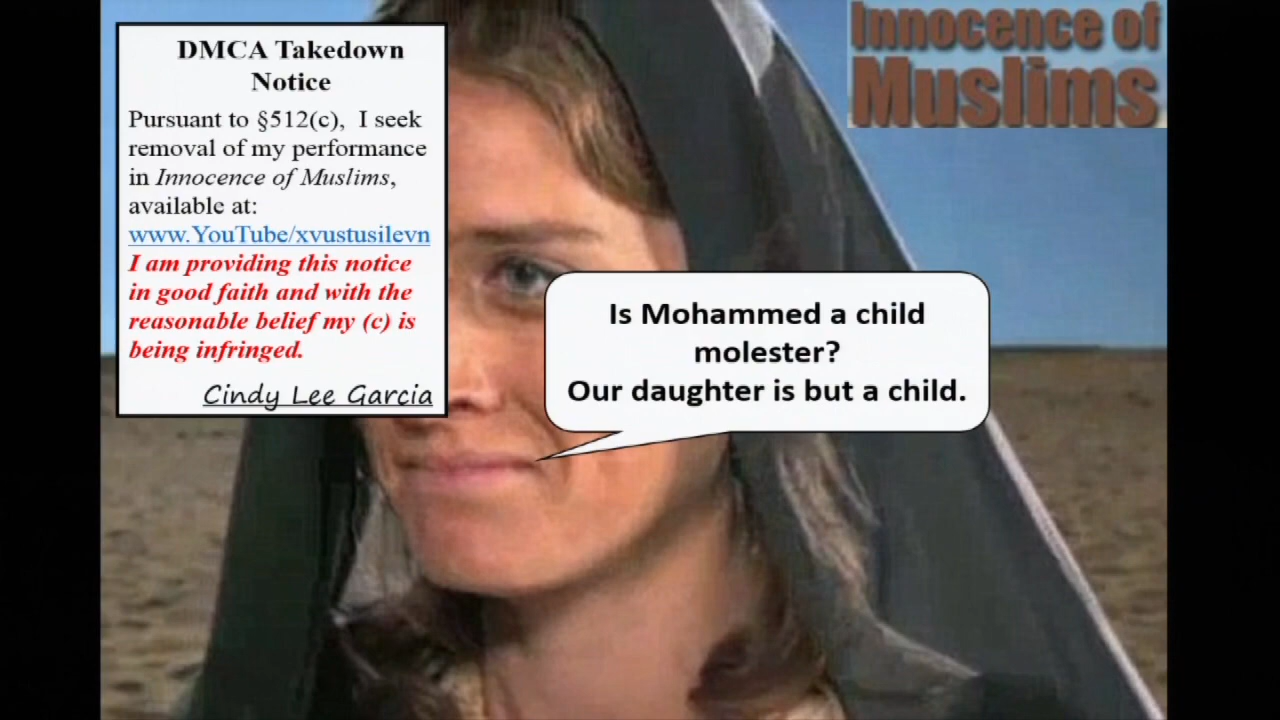 DMCA Takedown
Notice
Pursuant to §512(c), I seek
removal of my performance
in Innocence of Muslims,
available at:
www.YouTube/xvustusilevn
I am providing this notice
in good faith and with the
reasonable belief my (c) is
being infringed.
Cindy Lee Garcia
Innocence of
Muslims
Is Mohammed a child
molester?
Our daughter is but a child.